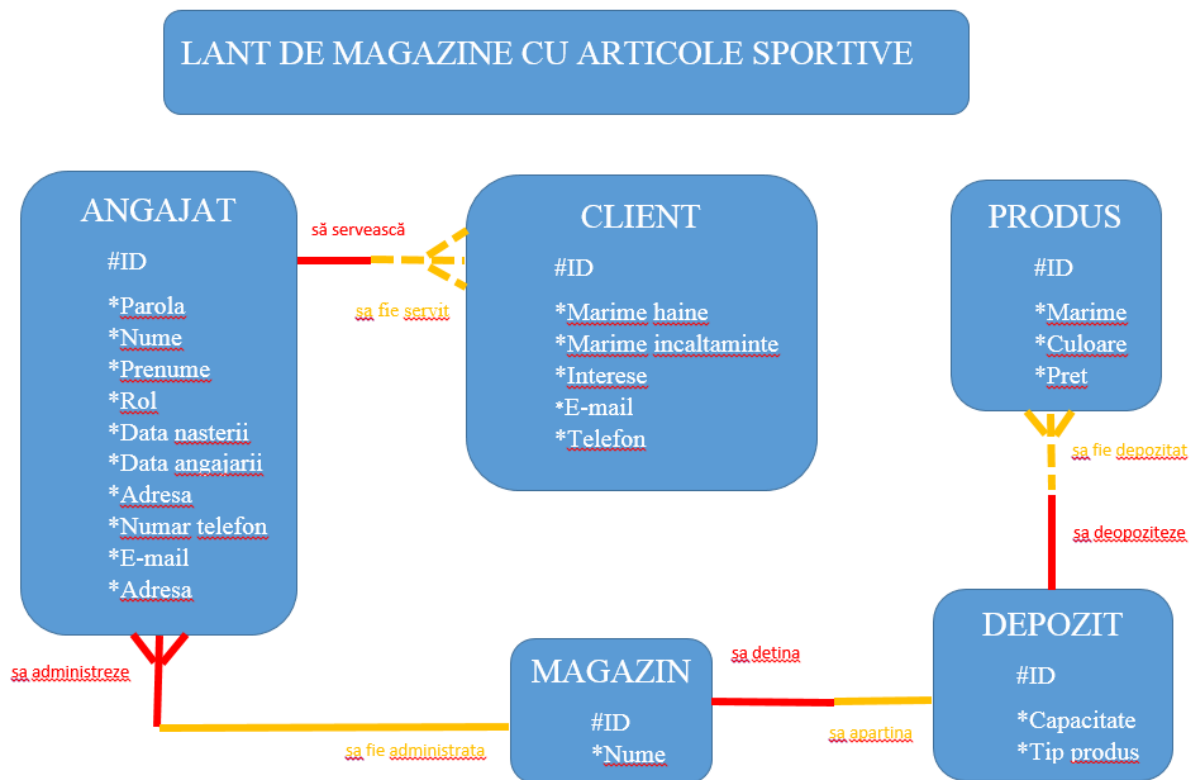 LANT DE MAGAZINE CU ARTICOLE SPORTIVE
ANGAJAT
#ID
*Parola
*Nume
*Prenume
*Rol
*Data nasterii
*Data angajarii
*Adresa
*Numar telefon
*E-mail
*Adresa
să servească
sa fie servit
CLIENT
#ID
*Marime haine
*Marime incaltaminte
*Interese
*E-mail
*Telefon
PRODUS
#ID
*Marime
*Culoare
*Pret
sa fie depozitat
sa deopoziteze
sa administreze
sa fie administrata
MAGAZIN
#ID
*Nume
sa detina
sa apartina
DEPOZIT
#ID
*Capacitate
*Tip produs